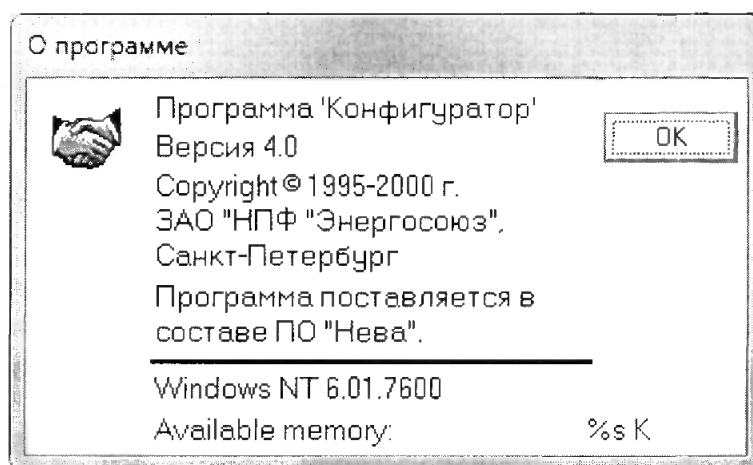 О программе
Программа 'Конфигуратор'
OK
Версия 4.0
Copyright © 1995-2000 г.
ЗАО "НПФ "Энергосоюз",
Санкт-Петербург
Программа поставляется в
составе ПО "Нева".
Windows NT 6.01.7600
Available memory: %s K